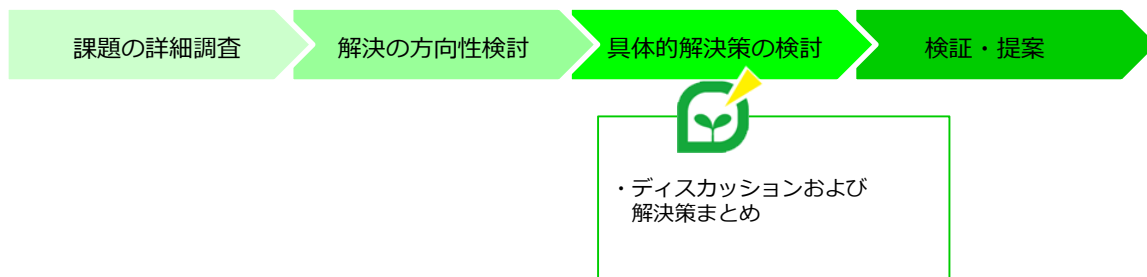 課題の詳細調査
解決の方向性検討
具体的解決策の検討
検証・提案
・ディスカッションおよび
解決策まとめ